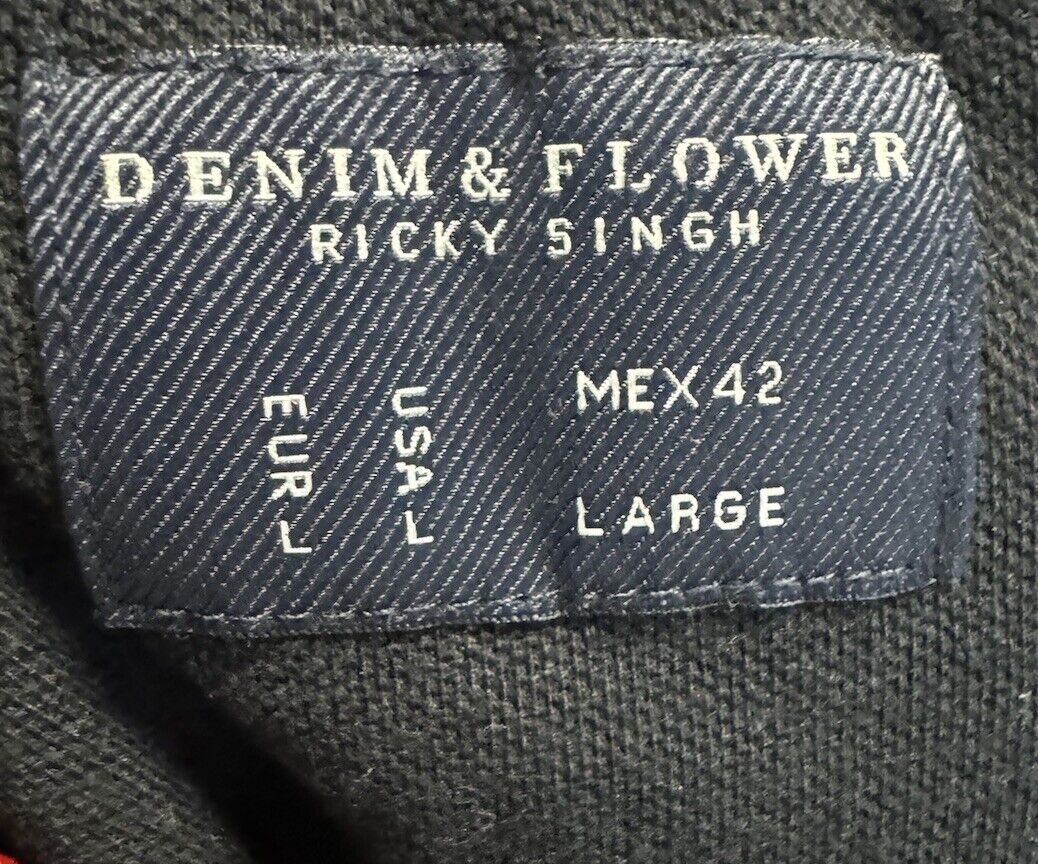 DENIM & FLOWER
RICKY SINGH
EUR L
USA L
MEX 42
LARGE